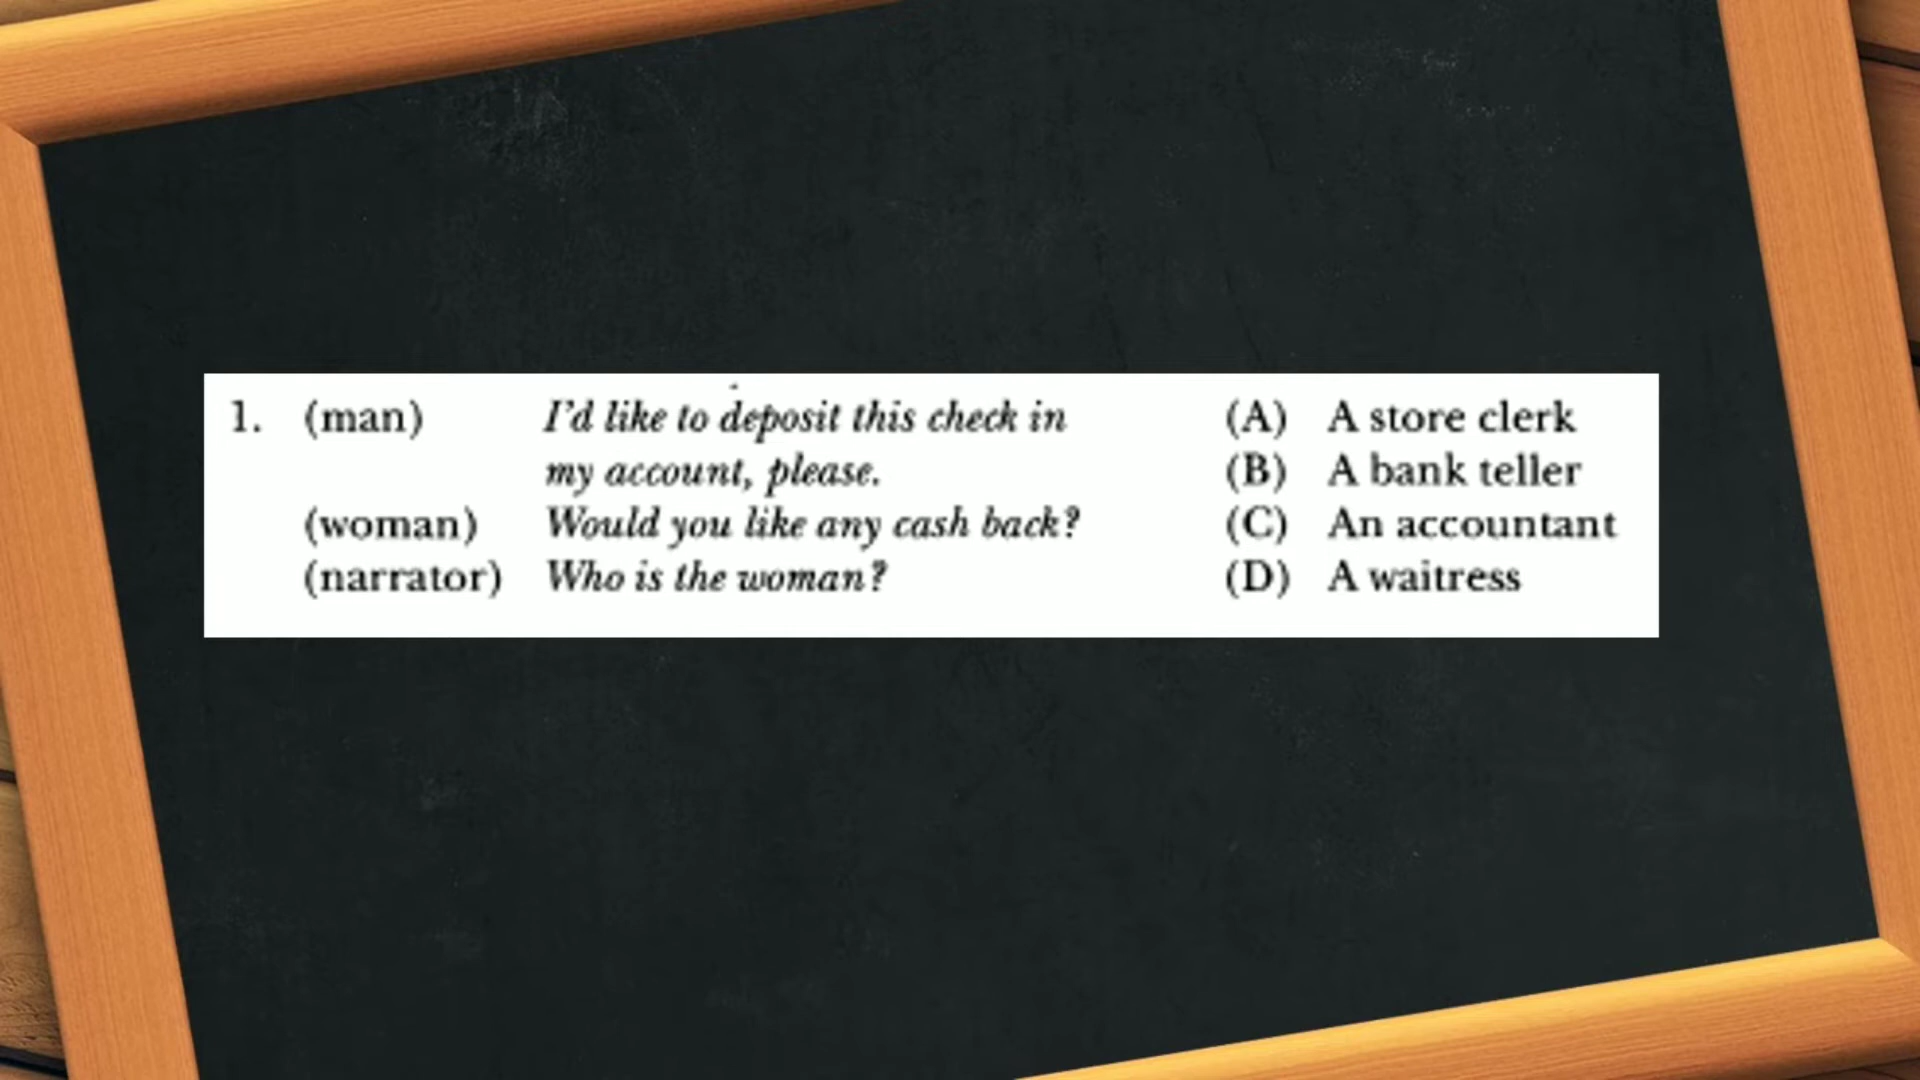 1. (man) I'd like to deposit this check in
my account, please.
(woman) Would you like any cash back?
(narrator) Who is the woman?
(A) A store clerk
(B) A bank teller
(C) An accountant
(D) A waitress